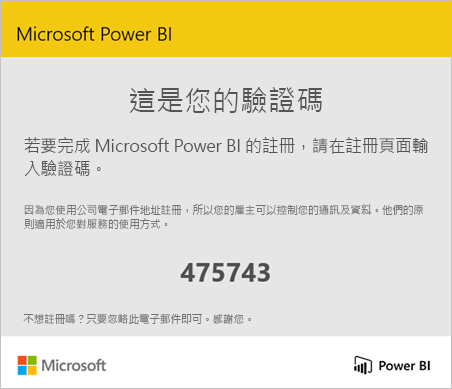 Microsoft Power BI
這是您的驗證碼
若要完成 Microsoft Power BI 的註冊，請在註冊頁面輸
入驗證碼。
因為您使用公司電子郵件地址註冊，所以您的雇主可以控制您的通訊及資料。他們的原
則適用於您對服務的使用方式。
475743
不想註冊嗎？只要忽略此電子郵件即可。感謝您。
Microsoft
Power BI